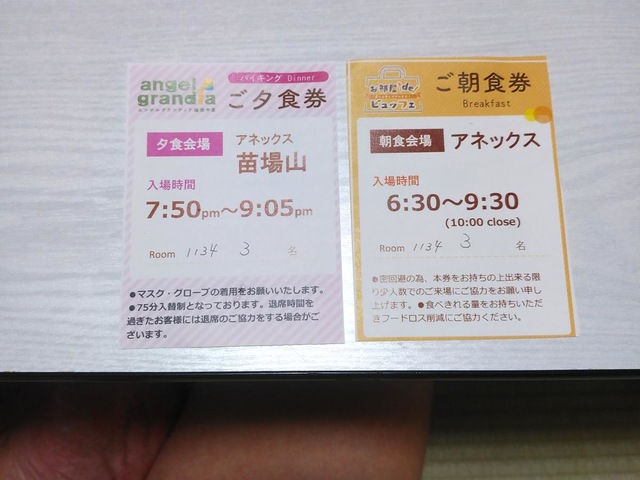 angel
grandia
エンゼルグランディア越後中里
バイキング Dinner
ご夕食券
夕食会場
アネックス
苗場山
入場時間
7:50pm～9:05pm
Room 1134 3 名
●マスク・グローブの着用をお願いいたします。
●75分入替制となっております。退席時間を
過ぎたお客様には退席のご協力をする場合がご
ざいます。
お部屋 de
ビュッフェ
ご朝食券
Breakfast
朝食会場
アネックス
入場時間
6:30～9:30
(10:00 close)
Room 1134 3 名
●密回避の為、本券をお持ちの上出来る限
り少人数でのご来場にご協力をお願い申し
上げます。●食べきれる量をお持ちいただ
きフードロス削減にご協力ください。